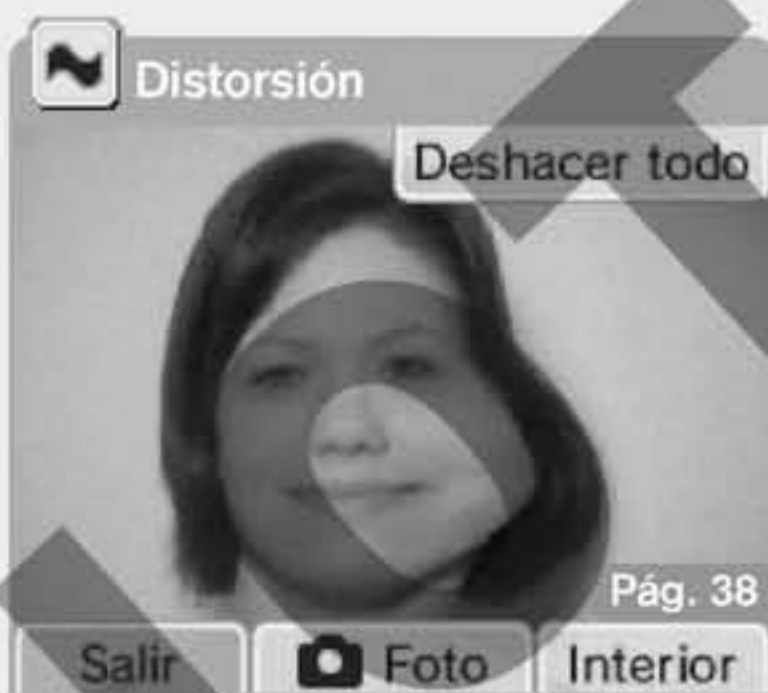 Distorsión
Deshacer todo
Pág. 38
Salir
Foto
Interior